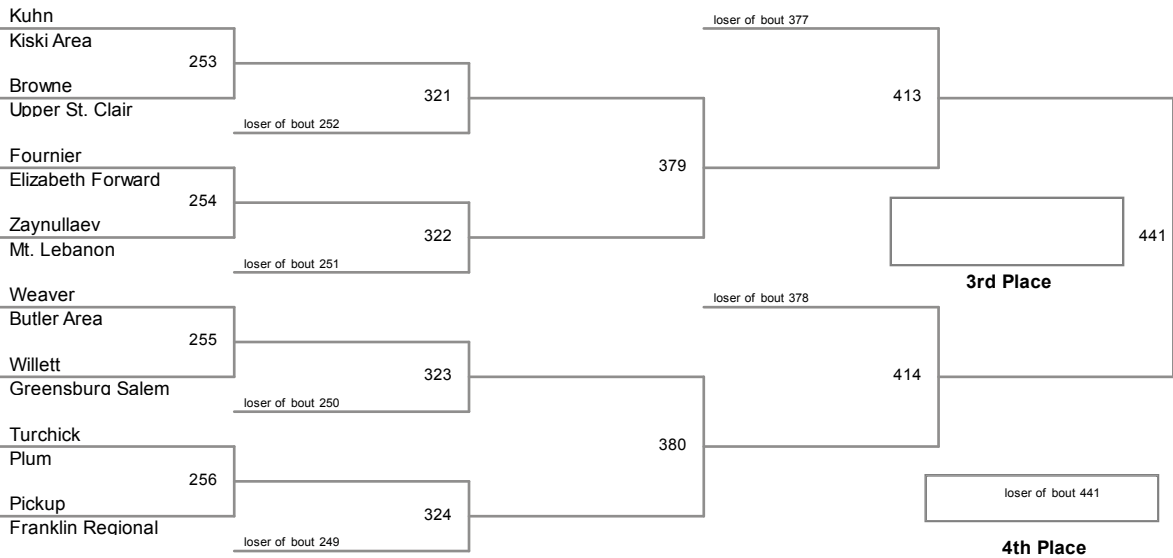 Kuhn
loser of bout 377
Kiski Area
253
Browne
321
413
Upper St. Clair
loser of bout 252
Fournier
379
Elizabeth Forward
254
Zaynullaev
322
441
Mt. Lebanon
loser of bout 251
3rd Place
Weaver
loser of bout 378
Butler Area
255
Willett
323
414
Greensburg Salem
loser of bout 250
Turchick
380
Plum
256
loser of bout 441
Pickup
324
Franklin Regional
loser of bout 249
4th Place